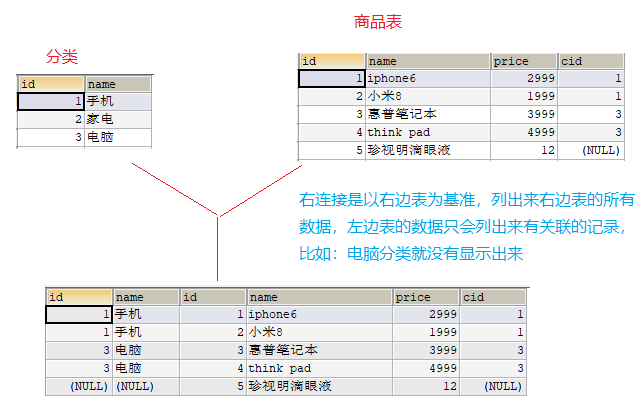 商品表
分类
id name
1 手机
2 家电
3 电脑
id name price cid
1 iphone6 2999 1
2 小米8 1999 1
3 惠普笔记本 3999 3
4 think pad 4999 3
5 珍视明滴眼液 12 (NULL)
右连接是以右边表为基准，列出来右边表的所有
数据，左边表的数据只会列出来有关联的记录，
比如：电脑分类就没有显示出来
id name id name price cid
1 手机 1 iphone6 2999 1
1 手机 2 小米8 1999 1
3 电脑 3 惠普笔记本 3999 3
3 电脑 4 think pad 4999 3
(NULL) (NULL) 5 珍视明滴眼液 12 (NULL)